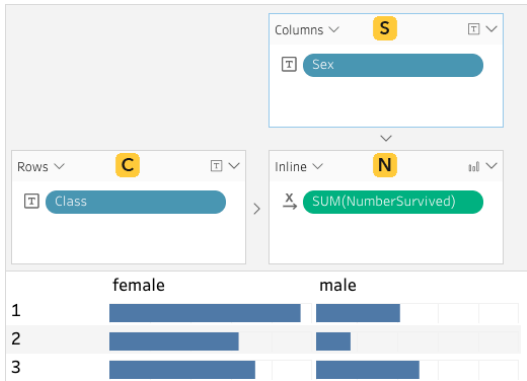 Columns S T
T Sex
Rows C T
Inline N
T Class
X SUM(NumberSurvived)
female male
1
2
3